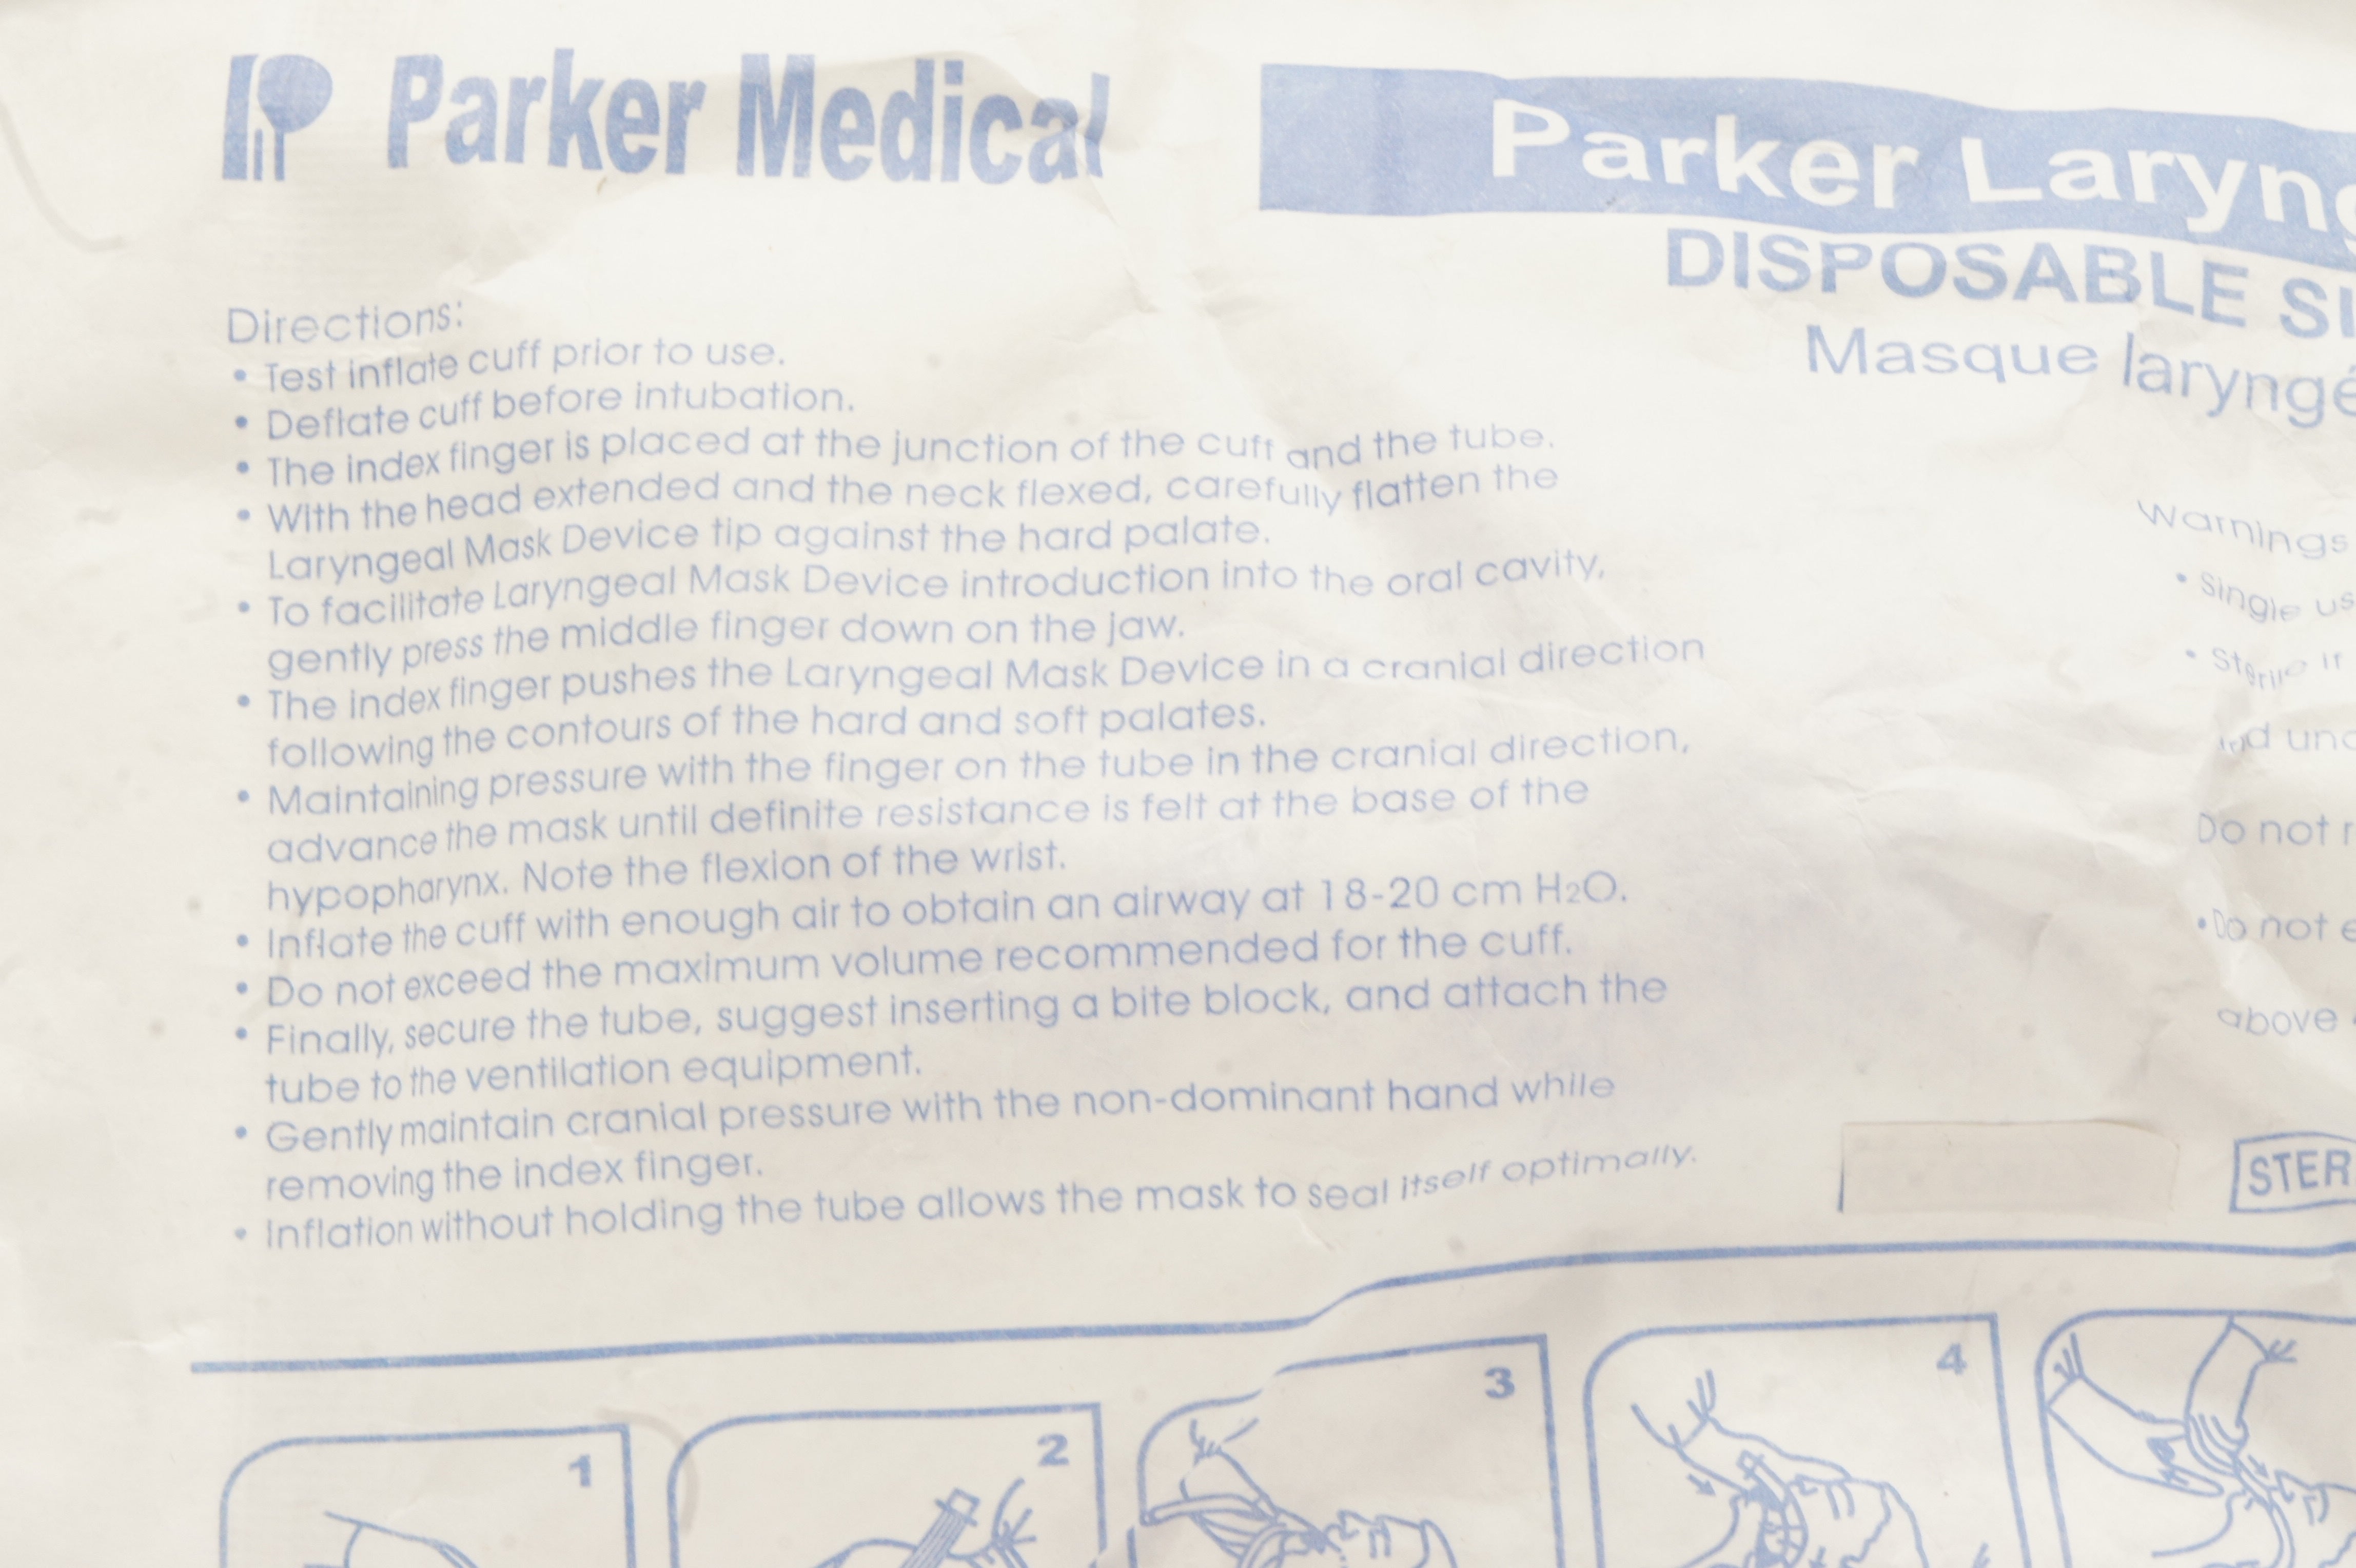 Parker Medical
Parker Laryng
DISPOSABLE SI
Masque laryngé
Directions:
• Test inflate cuff prior to use.
• Deflate cuff before intubation.
• The index finger is placed at the junction of the cuff and the tube.
• With the head extended and the neck flexed, carefully flatten the
Laryngeal Mask Device tip against the hard palate.
• To facilitate Laryngeal Mask Device introduction into the oral cavity,
gently press the middle finger down on the jaw.
• The index finger pushes the Laryngeal Mask Device in a cranial direction
following the contours of the hard and soft palates.
• Maintaining pressure with the finger on the tube in the cranial direction,
advance the mask until definite resistance is felt at the base of the
hypopharynx. Note the flexion of the wrist.
• Inflate the cuff with enough air to obtain an airway at 18-20 cm H2O.
• Do not exceed the maximum volume recommended for the cuff.
• Finally, secure the tube, suggest inserting a bite block, and attach the
tube to the ventilation equipment.
• Gently maintain cranial pressure with the non-dominant hand while
removing the index finger.
• Inflation without holding the tube allows the mask to seal itself optimally.
Warnings
• Single us
• Sterile
Do not
• Do not
above
STER
1
2
3
4